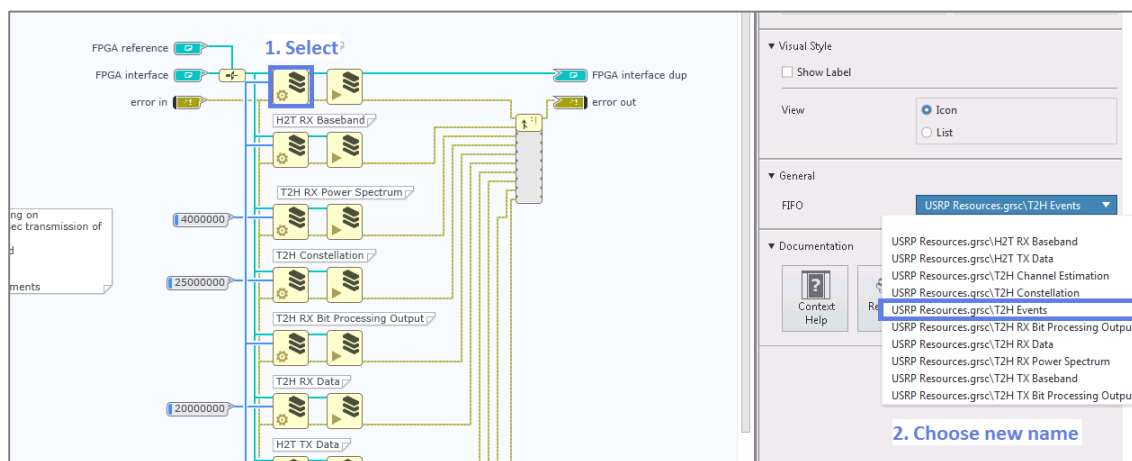 FPGA reference
1. Select
FPGA interface
FPGA interface dup
error in
error out
H2T RX Baseband
T2H RX Power Spectrum
4000000
ng on
sec transmission of
d
ments
T2H Constellation
25000000
T2H RX Bit Processing Output
T2H RX Data
20000000
H2T TX Data
Visual Style
Show Label
View
Icon
List
General
FIFO
USRP Resources.grsc\T2H Events
Documentation
Context
Help
Re
USRP Resources.grsc\H2T RX Baseband
USRP Resources.grsc\H2T TX Data
USRP Resources.grsc\T2H Channel Estimation
USRP Resources.grsc\T2H Constellation
USRP Resources.grsc\T2H Events
USRP Resources.grsc\T2H RX Bit Processing Outpu
USRP Resources.grsc\T2H RX Data
USRP Resources.grsc\T2H RX Power Spectrum
USRP Resources.grsc\T2H TX Baseband
USRP Resources.grsc\T2H TX Bit Processing Outpu
2. Choose new name